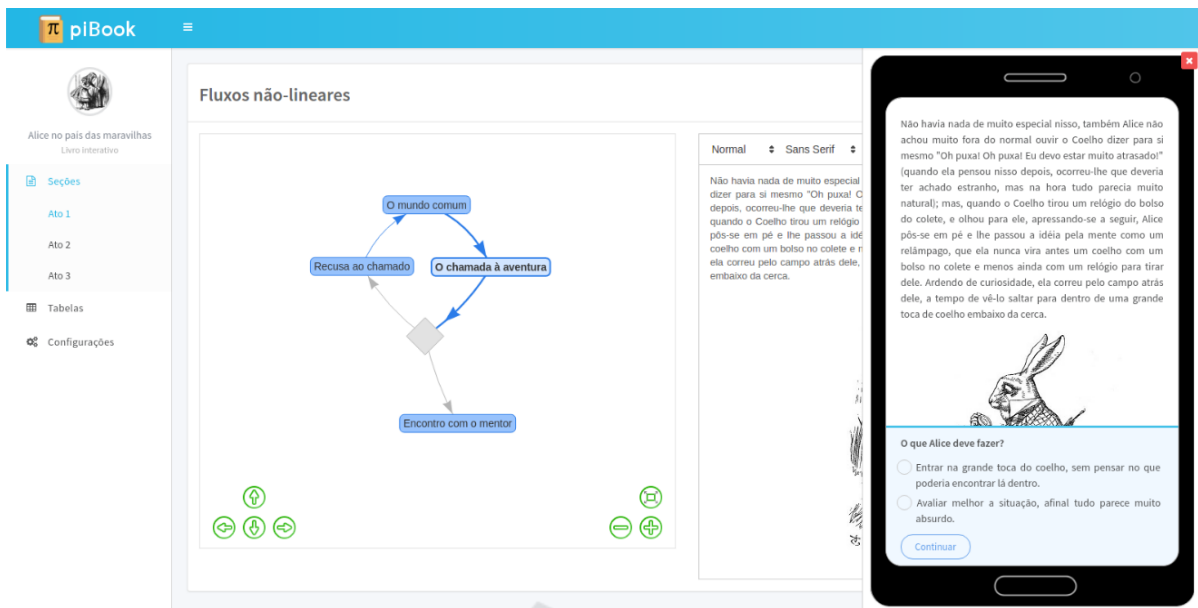 π piBook
Alice no país das maravilhas
Livro Interativo
Seções
Ato 1
Ato 2
Ato 3
Tabelas
Configurações
Fluxos não-lineares
O mundo comum
Recusa ao chamado
O chamada à aventura
Encontro com o mentor
Normal Sans Serif
Não havia nada de muito especial
dizer para si mesmo "Oh puxa! O
depois, ocorreu-lhe que deveria te
quando o Coelho tirou um relógio
pôs-se em pé e lhe passou a idé
coelho com um bolso no colete e
ela correu pelo campo atrás dele,
embaixo da cerca.
Não havia nada de muito especial nisso, também Alice não
achou muito fora do normal ouvir o Coelho dizer para si
mesmo "Oh puxa! Oh puxa! Eu devo estar muito atrasado!"
(quando ela pensou nisso depois, ocorreu-lhe que deveria
ter achado estranho, mas na hora tudo parecia muito
natural); mas, quando o Coelho tirou um relógio do bolso
do colete, e olhou para ele, apressando-se a seguir, Alice
pôs-se em pé e lhe passou a idéia pela mente como um
relâmpago, que ela nunca vira antes um coelho com um
bolso no colete e menos ainda com um relógio para tirar
dele. Ardendo de curiosidade, ela correu pelo campo atrás
dele, a tempo de vê-lo saltar para dentro de uma grande
toca de coelho embaixo da cerca.
O que Alice deve fazer?
Entrar na grande toca do coelho, sem pensar no que
poderia encontrar lá dentro.
Avaliar melhor a situação, afinal tudo parece muito
absurdo.
Continuar